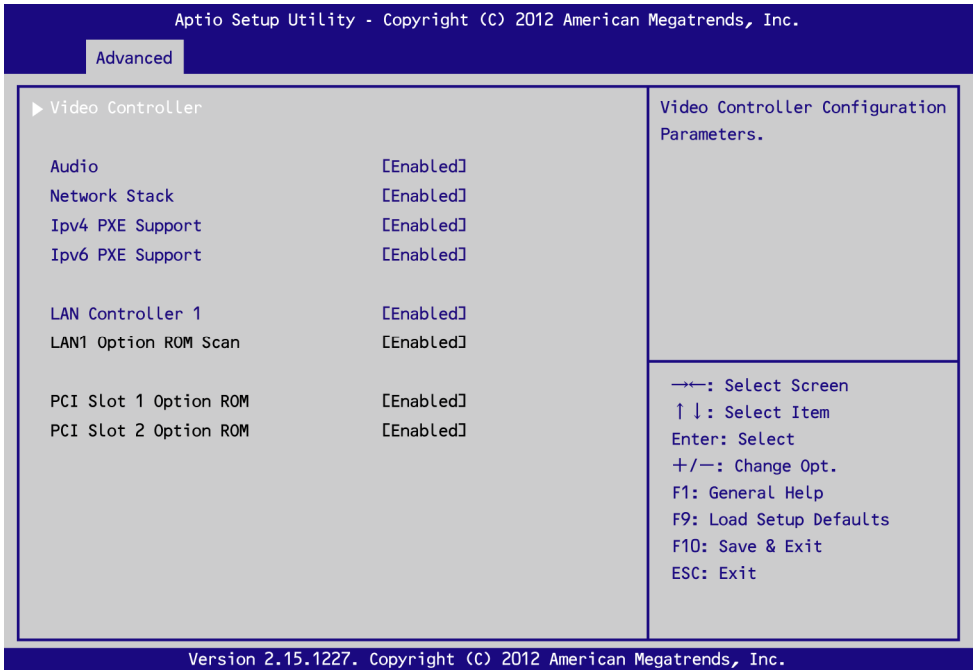 Aptio Setup Utility - Copyright (C) 2012 American Megatrends, Inc.
Advanced
▶ Video Controller
Audio [Enabled]
Network Stack [Enabled]
Ipv4 PXE Support [Enabled]
Ipv6 PXE Support [Enabled]
LAN Controller 1 [Enabled]
LAN1 Option ROM Scan [Enabled]
PCI Slot 1 Option ROM [Enabled]
PCI Slot 2 Option ROM [Enabled]
Video Controller Configuration
Parameters.
→←: Select Screen
↑↓: Select Item
Enter: Select
+/-: Change Opt.
F1: General Help
F9: Load Setup Defaults
F10: Save & Exit
ESC: Exit
Version 2.15.1227. Copyright (C) 2012 American Megatrends, Inc.